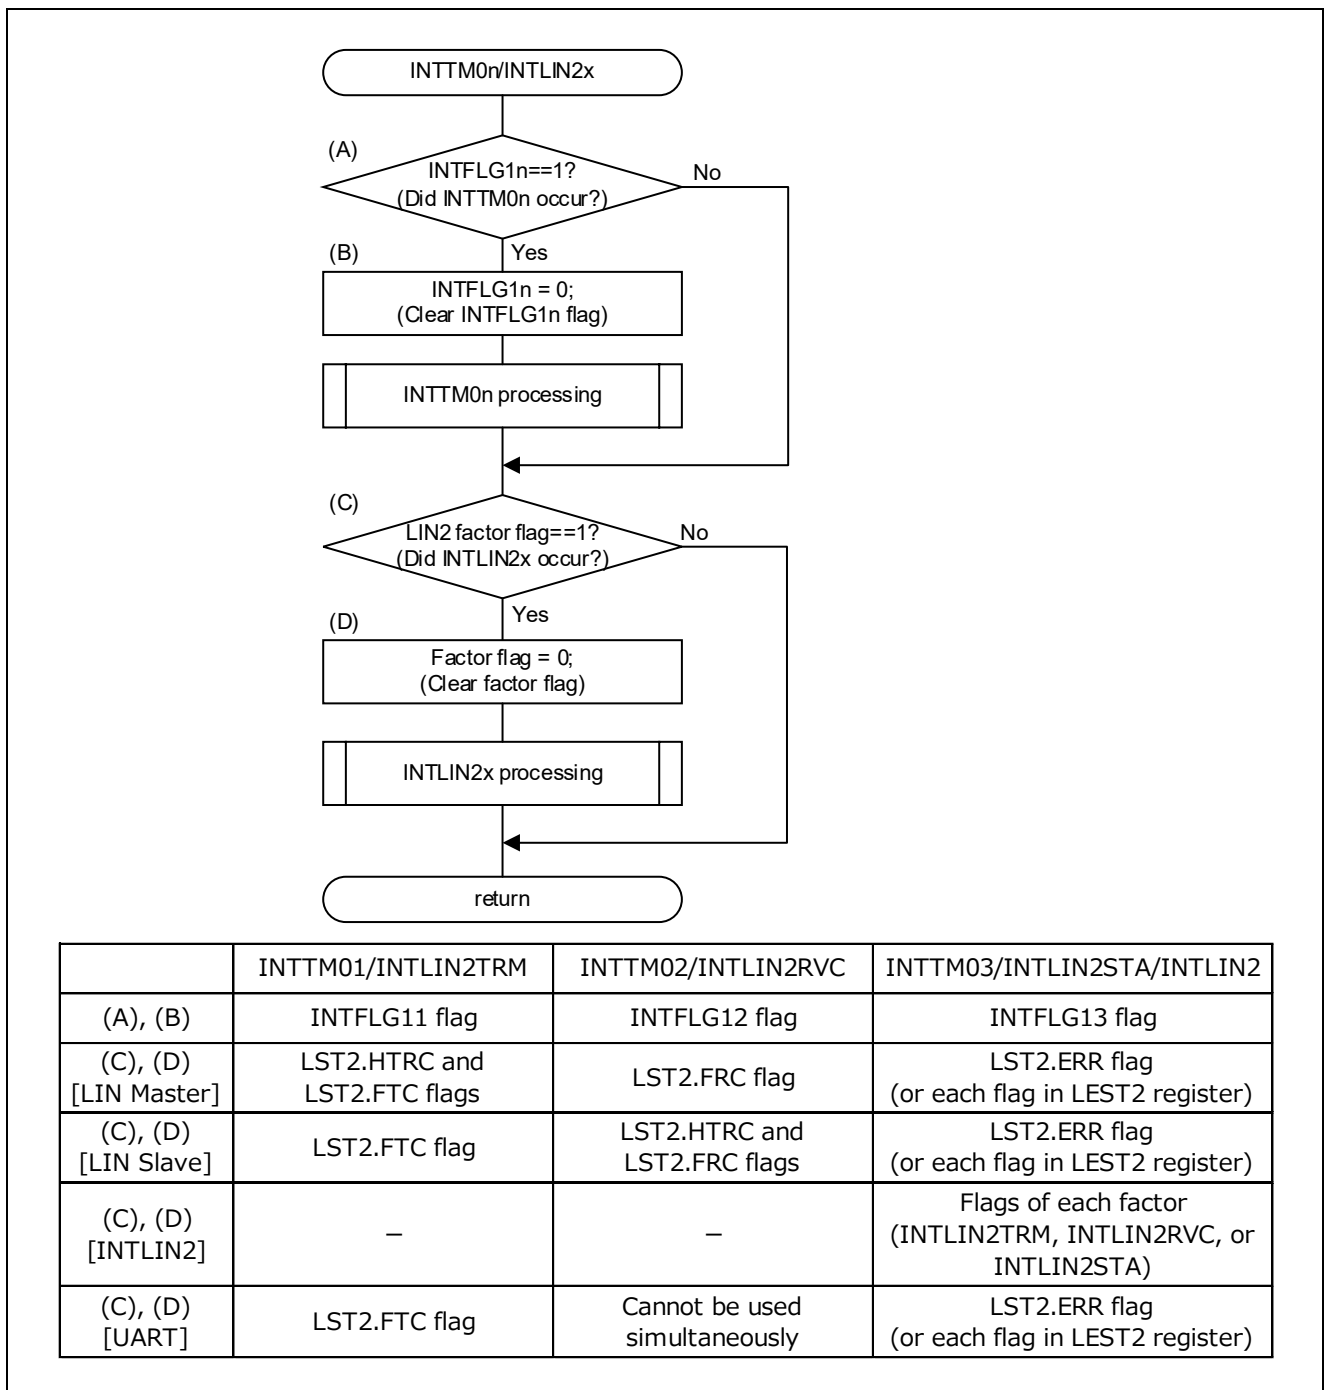 INTTM0n/INTLIN2x
(A)
INTFLG1n==1?
(Did INTTM0n occur?)
No
Yes
(B)
INTFLG1n = 0;
(Clear INTFLG1n flag)
INTTM0n processing
(C)
LIN2 factor flag==1?
(Did INTLIN2x occur?)
No
Yes
(D)
Factor flag = 0;
(Clear factor flag)
INTLIN2x processing
return
INTTM01/INTLIN2TRM
INTTM02/INTLIN2RVC
INTTM03/INTLIN2STA/INTLIN2
(A), (B)
INTFLG11 flag
INTFLG12 flag
INTFLG13 flag
(C), (D)
[LIN Master]
LST2.HTRC and
LST2.FTC flags
LST2.FRC flag
LST2.ERR flag
(or each flag in LEST2 register)
(C), (D)
[LIN Slave]
LST2.FTC flag
LST2.HTRC and
LST2.FRC flags
LST2.ERR flag
(or each flag in LEST2 register)
(C), (D)
[INTLIN2]
–
–
Flags of each factor
(INTLIN2TRM, INTLIN2RVC, or
INTLIN2STA)
(C), (D)
[UART]
LST2.FTC flag
Cannot be used
simultaneously
LST2.ERR flag
(or each flag in LEST2 register)